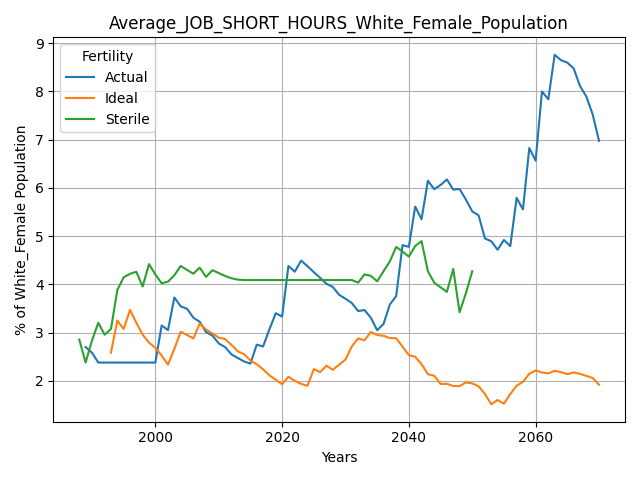 Average_JOB_SHORT_HOURS_White_Female_Population
Fertility
Actual
Ideal
Sterile
% of White_Female Population
9
8
7
6
5
4
3
2
2000
2020
2040
2060
Years